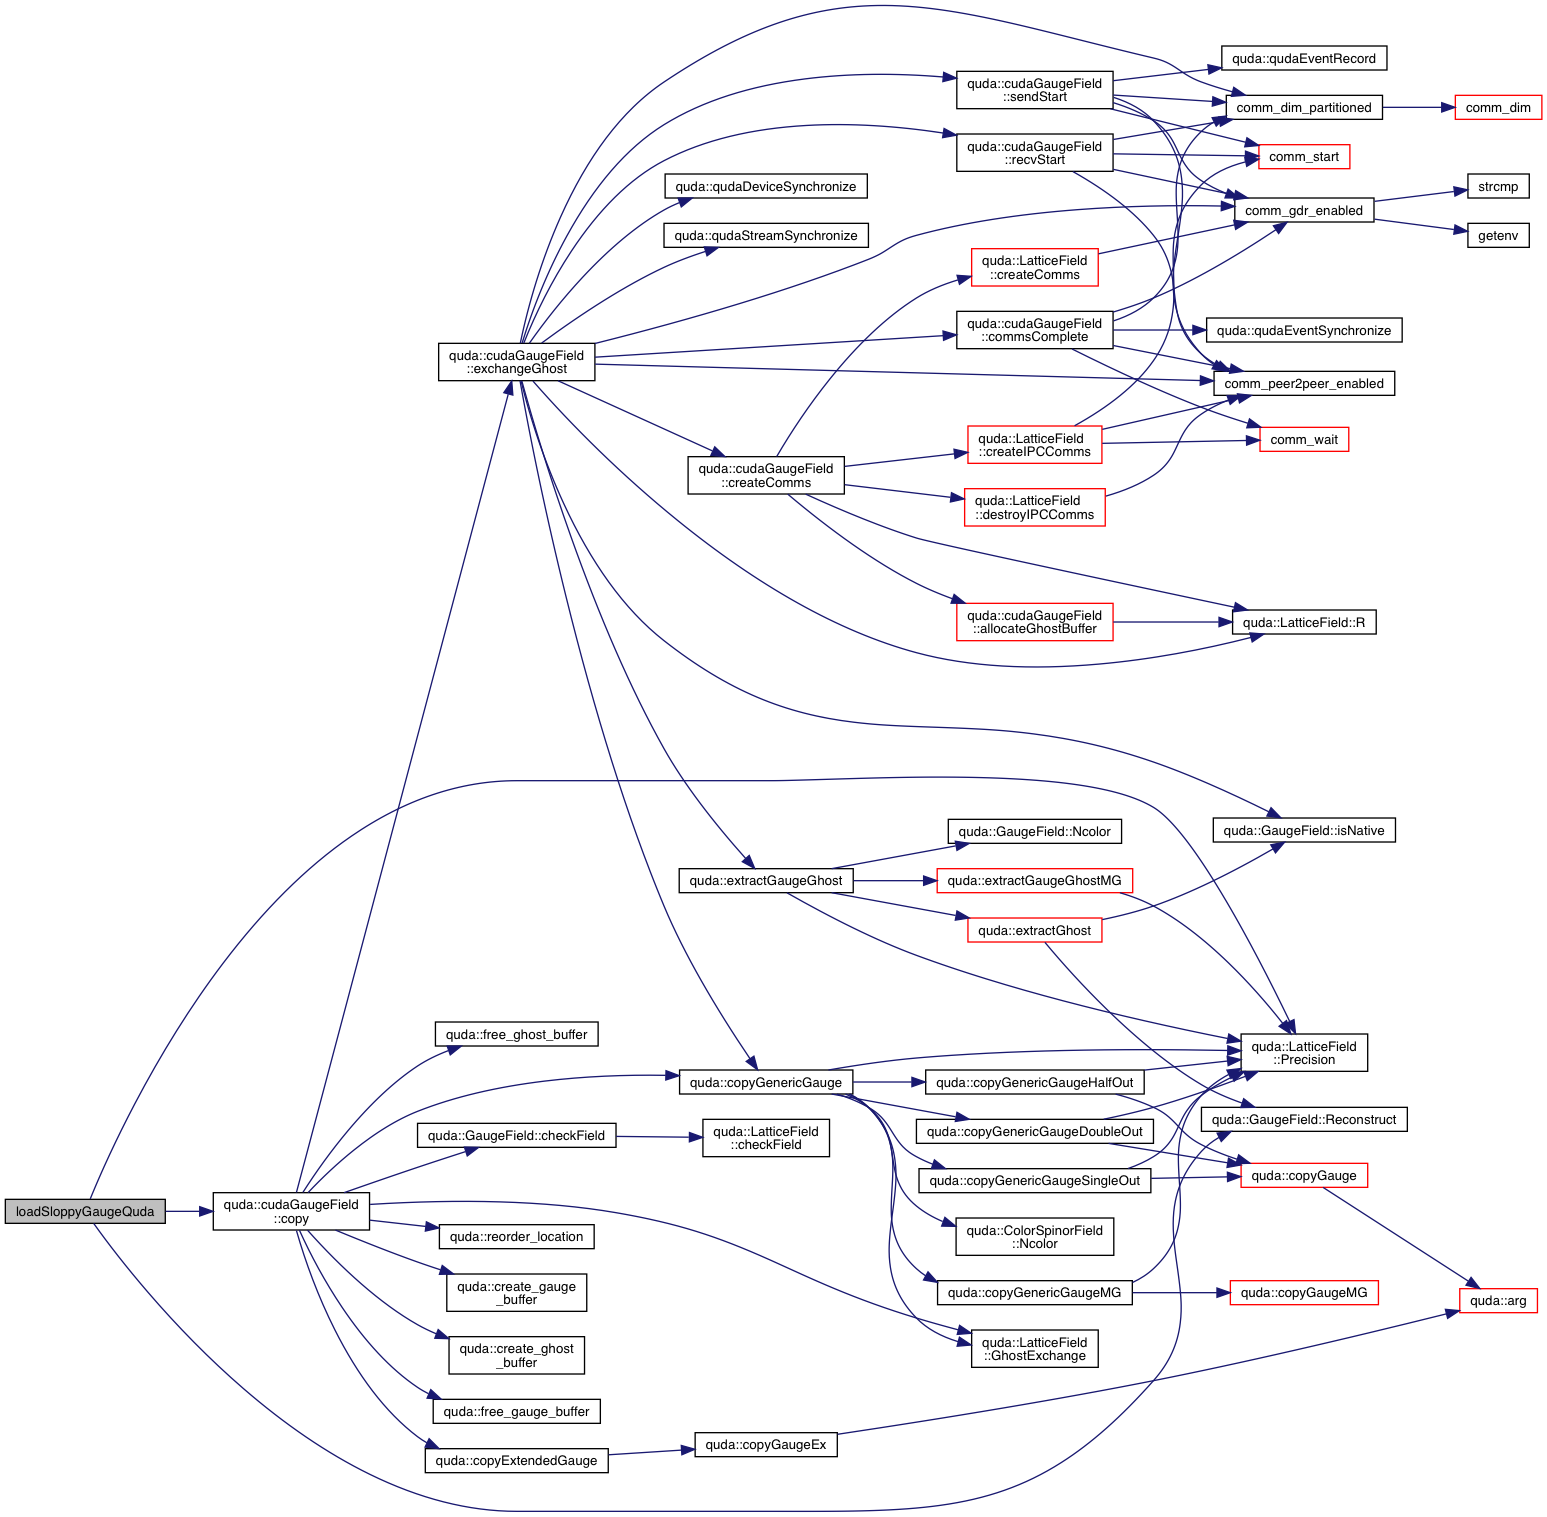 quda::qudaEventRecord
quda::cudaGaugeField
::sendStart
comm_dim_partitioned
comm_dim
quda::cudaGaugeField
::recvStart
comm_start
quda::qudaDeviceSynchronize
strcmp
comm_gdr_enabled
quda::qudaStreamSynchronize
getenv
quda::LatticeField
::createComms
quda::cudaGaugeField
::commsComplete
quda::qudaEventSynchronize
quda::cudaGaugeField
::exchangeGhost
comm_peer2peer_enabled
quda::LatticeField
::createIPCComms
comm_wait
quda::cudaGaugeField
::createComms
quda::LatticeField
::destroyIPCComms
quda::cudaGaugeField
::allocateGhostBuffer
quda::LatticeField::R
quda::GaugeField::Ncolor
quda::GaugeField::isNative
quda::extractGaugeGhost
quda::extractGaugeGhostMG
quda::extractGhost
quda::free_ghost_buffer
quda::LatticeField
::Precision
quda::copyGenericGauge
quda::copyGenericGaugeHalfOut
quda::GaugeField::Reconstruct
quda::GaugeField::checkField
quda::LatticeField
::checkField
quda::copyGenericGaugeDoubleOut
quda::copyGenericGaugeSingleOut
quda::copyGauge
loadSloppyGaugeQuda
quda::cudaGaugeField
::copy
quda::reorder_location
quda::ColorSpinorField
::Ncolor
quda::create_gauge
_buffer
quda::copyGenericGaugeMG
quda::copyGaugeMG
quda::arg
quda::create_ghost
_buffer
quda::LatticeField
::GhostExchange
quda::free_gauge_buffer
quda::copyExtendedGauge
quda::copyGaugeEx